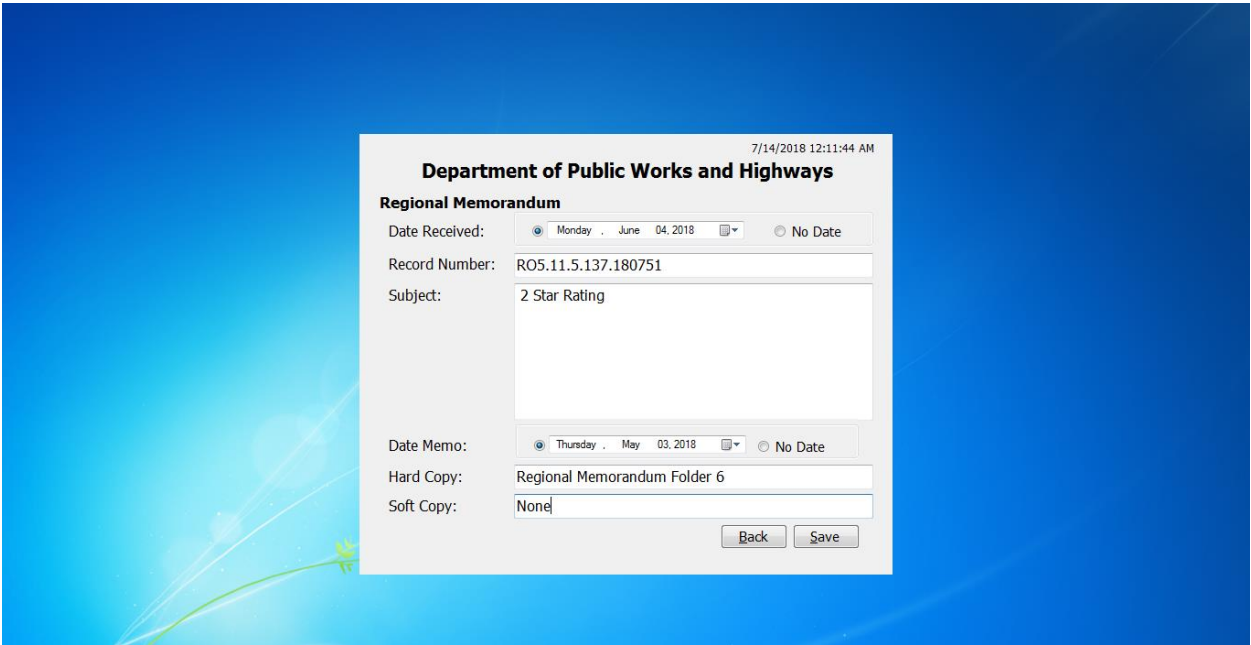 7/14/2018 12:11:44 AM
Department of Public Works and Highways
Regional Memorandum
Date Received: Monday , June 04, 2018 No Date
Record Number: RO5.11.5.137.180751
Subject: 2 Star Rating
Date Memo: Thursday , May 03, 2018 No Date
Hard Copy: Regional Memorandum Folder 6
Soft Copy: None
Back Save